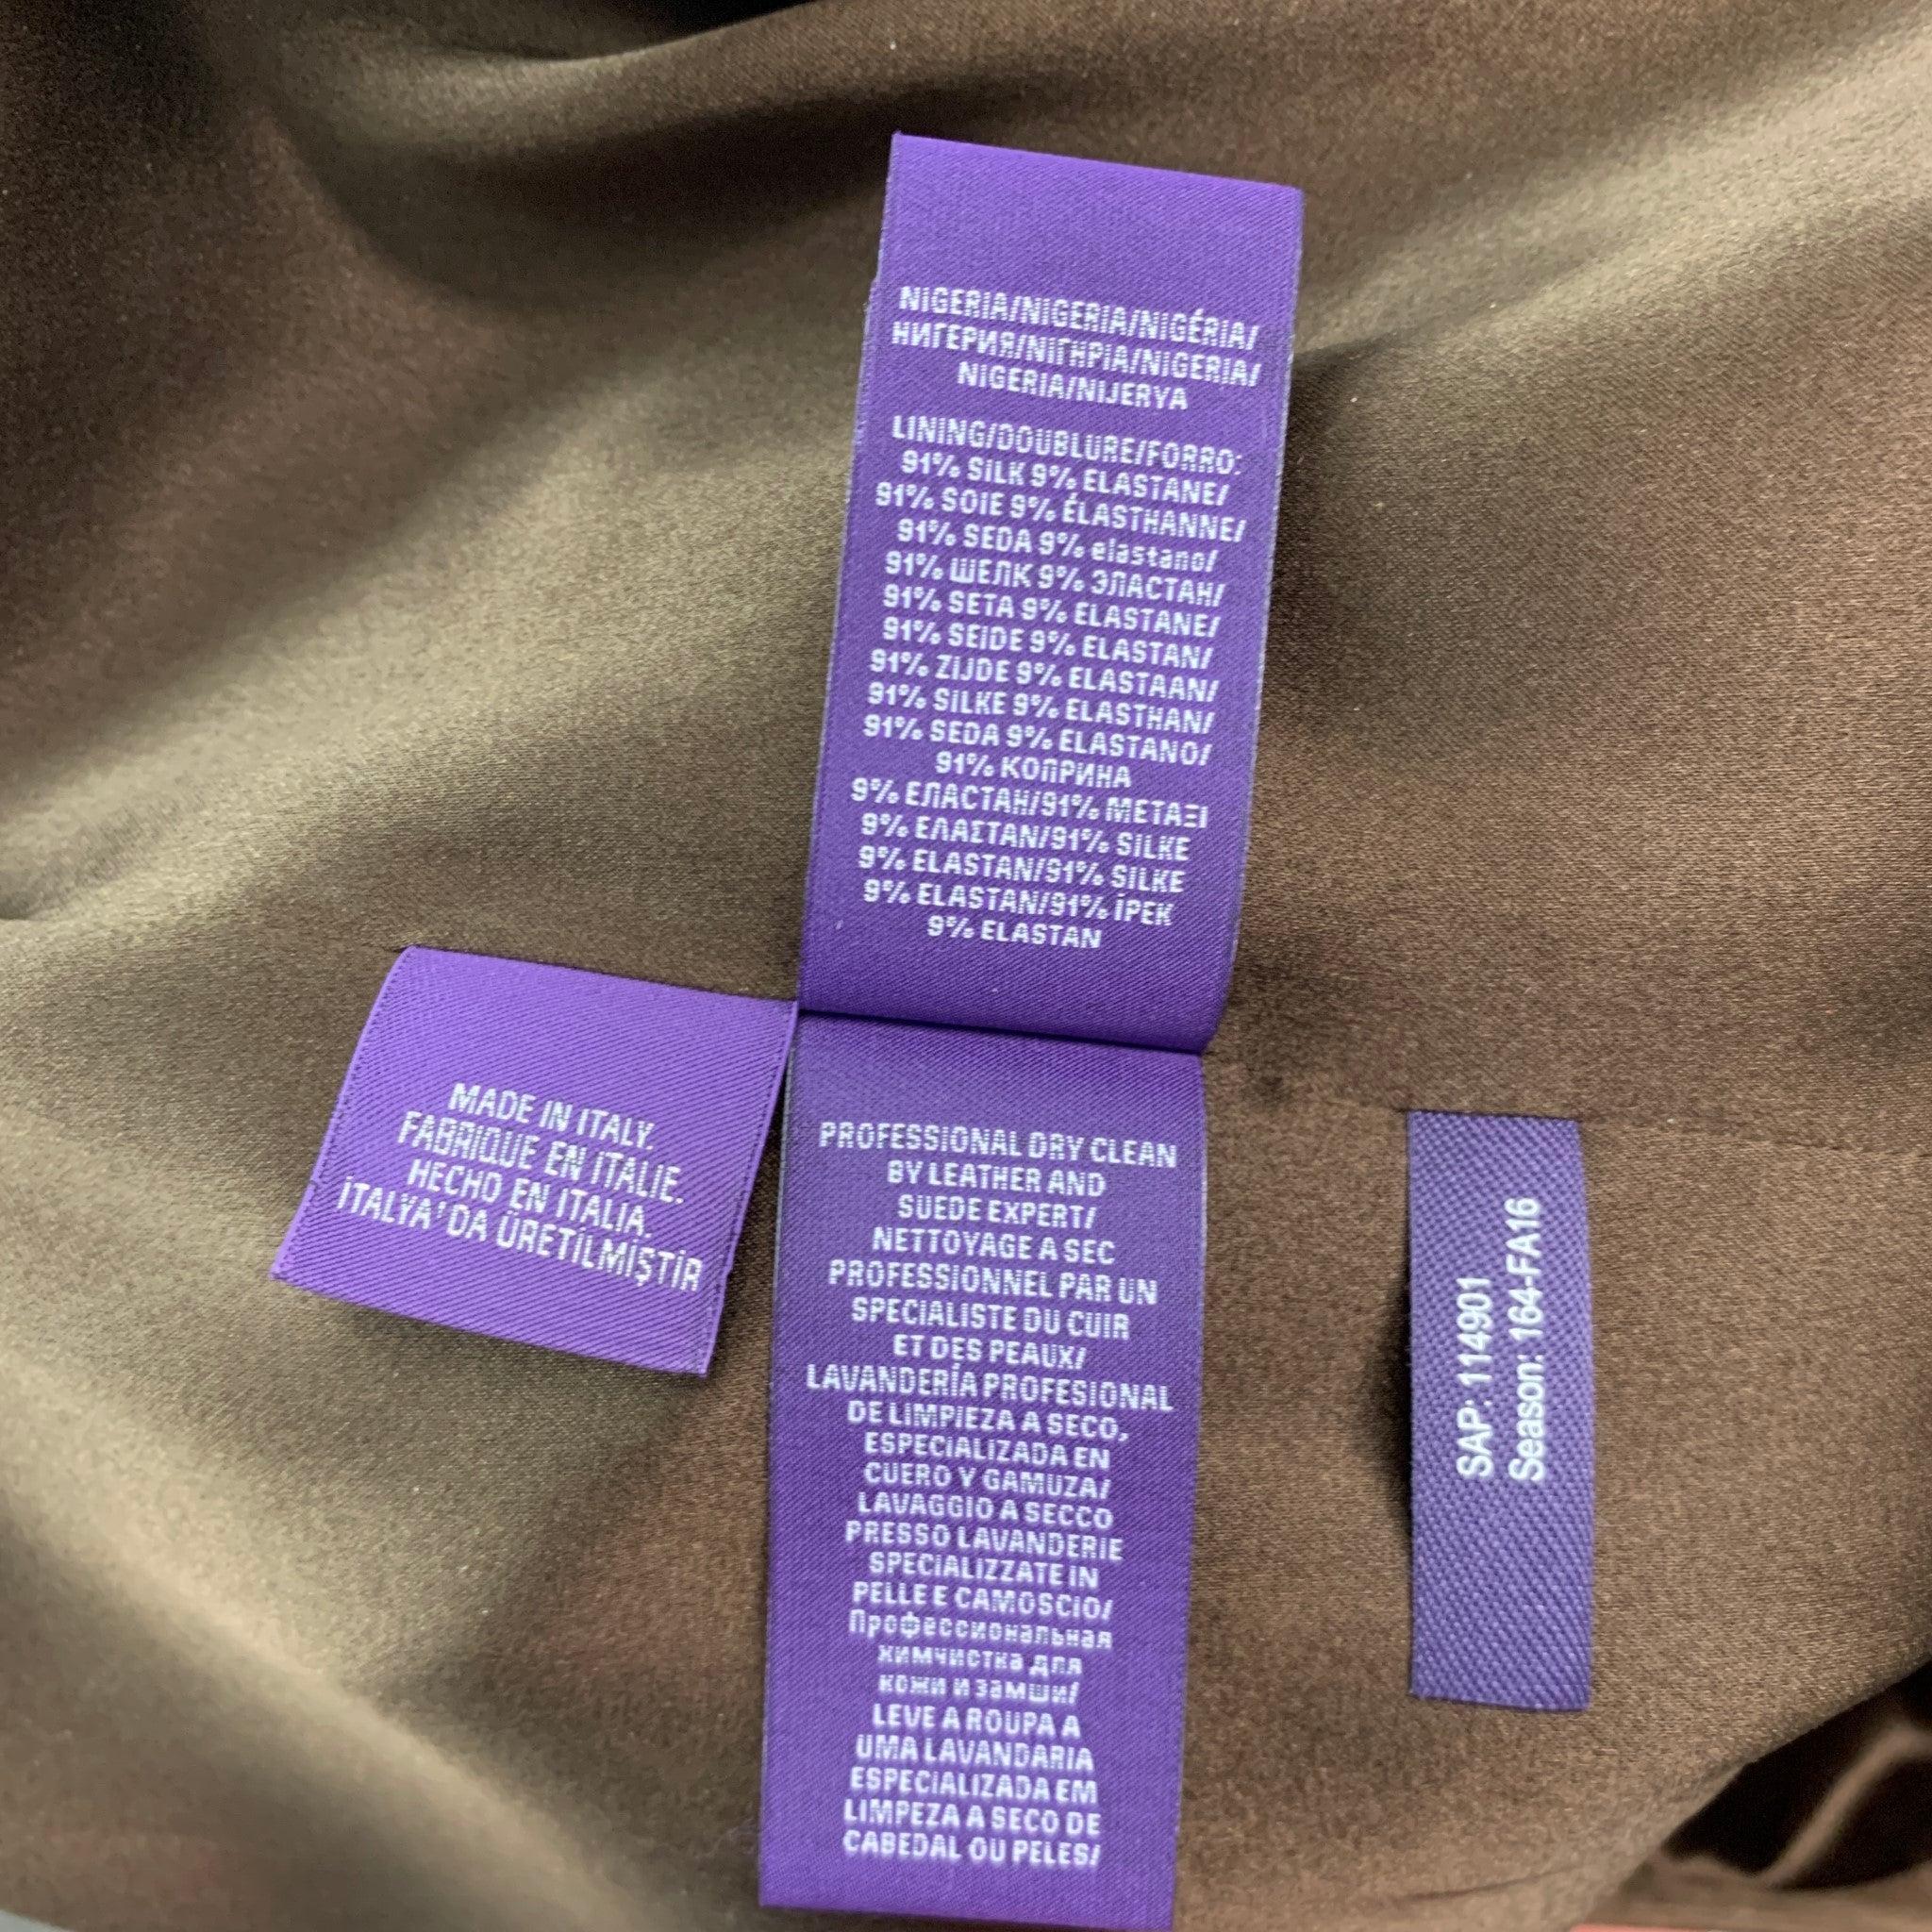 NIGERIA/NIGERIA/NIGÉRIA/
НИГЕРИЯ/ΝΙΓΗΡΙΑ/NIGERIA/
NIGERIA/NIJERYA
LINING/DOUBLURE/FORRO:
91% SILK 9% ELASTANE/
91% SOIE 9% ÉLASTHANNE/
91% SEDA 9% elastano/
91% ШЕЛК 9% ЭЛАСТАН/
91% SETA 9% ELASTANE/
91% SEIDE 9% ELASTAN/
91% ZIJDE 9% ELASTAAN/
91% SILKE 9% ELASTHAN/
91% SEDA 9% ELASTANO/
91% КОПРИНА
9% ЕЛАСТАН/91% ΜΕΤΑΞΙ
9% ΕΛΑΣΤΑΝ/91% SILKE
9% ELASTAN/91% SILKE
9% ELASTAN/91% İPEK
9% ELASTAN
MADE IN ITALY.
FABRIQUE EN ITALIE.
HECHO EN ITALIA.
İTALYA'DA ÜRETİLMİŞTİR
PROFESSIONAL DRY CLEAN
BY LEATHER AND
SUEDE EXPERT/
NETTOYAGE A SEC
PROFESSIONNEL PAR UN
SPECIALISTE DU CUIR
ET DES PEAUX/
LAVANDERÍA PROFESIONAL
DE LIMPIEZA A SECO,
ESPECIALIZADA EN
CUERO Y GAMUZA/
LAVAGGIO A SECCO
PRESSO LAVANDERIE
SPECIALIZZATE IN
PELLE E CAMOSCIO/
Профессиональная
химчистка для
кожи и замши/
LEVE A ROUPA A
UMA LAVANDARIA
ESPECIALIZADA EM
LIMPEZA A SECO DE
CABEDAL OU PELES/
SAP: 114901
Season: 164-FA16